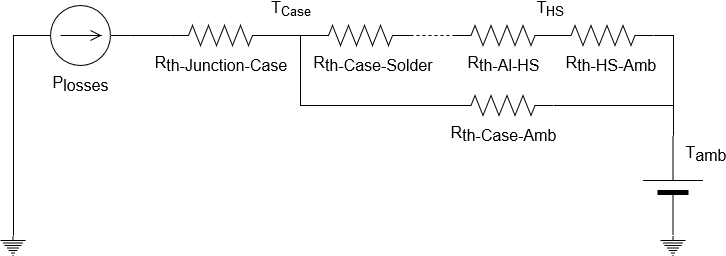 TCase
THS
Rth-Junction-Case
Rth-Case-Solder
Rth-Al-HS
Rth-HS-Amb
Plosses
Rth-Case-Amb
Tamb